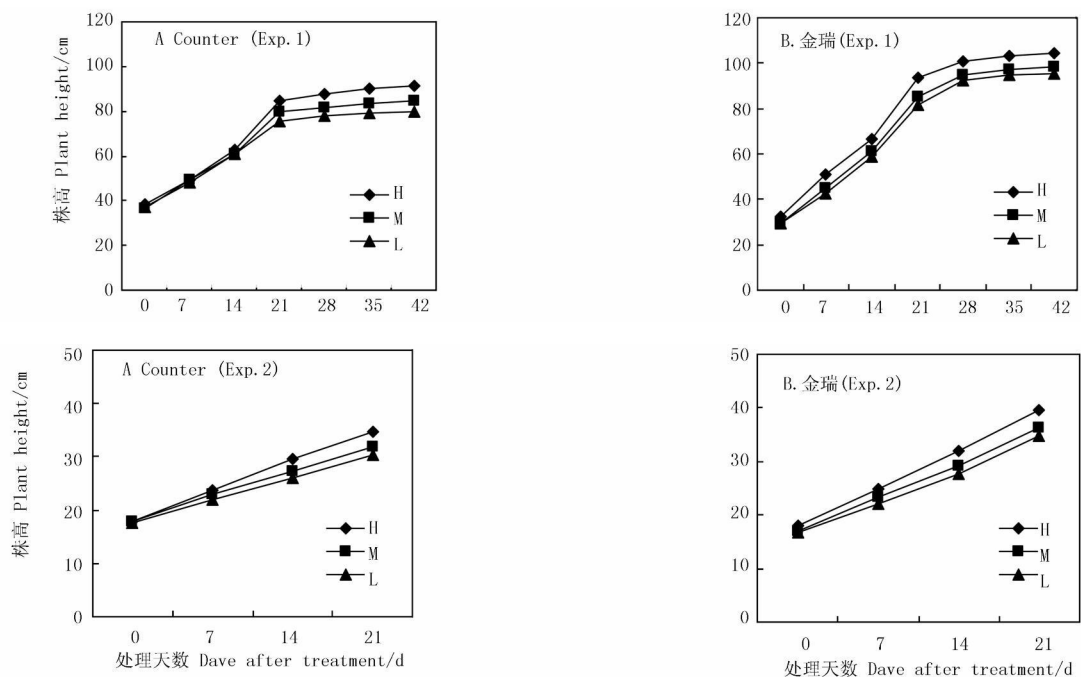 A Counter (Exp.1)
株高 Plant height/cm
120
100
80
60
40
20
0
H
M
L
0 7 14 21 28 35 42
B.金瑞(Exp.1)
120
100
80
60
40
20
0
H
M
L
0 7 14 21 28 35 42
A Counter (Exp.2)
株高 Plant height/cm
50
40
30
20
10
0
H
M
L
0 7 14 21
处理天数 Dave after treatment/d
B.金瑞(Exp.2)
50
40
30
20
10
0
H
M
L
0 7 14 21
处理天数 Dave after treatment/d